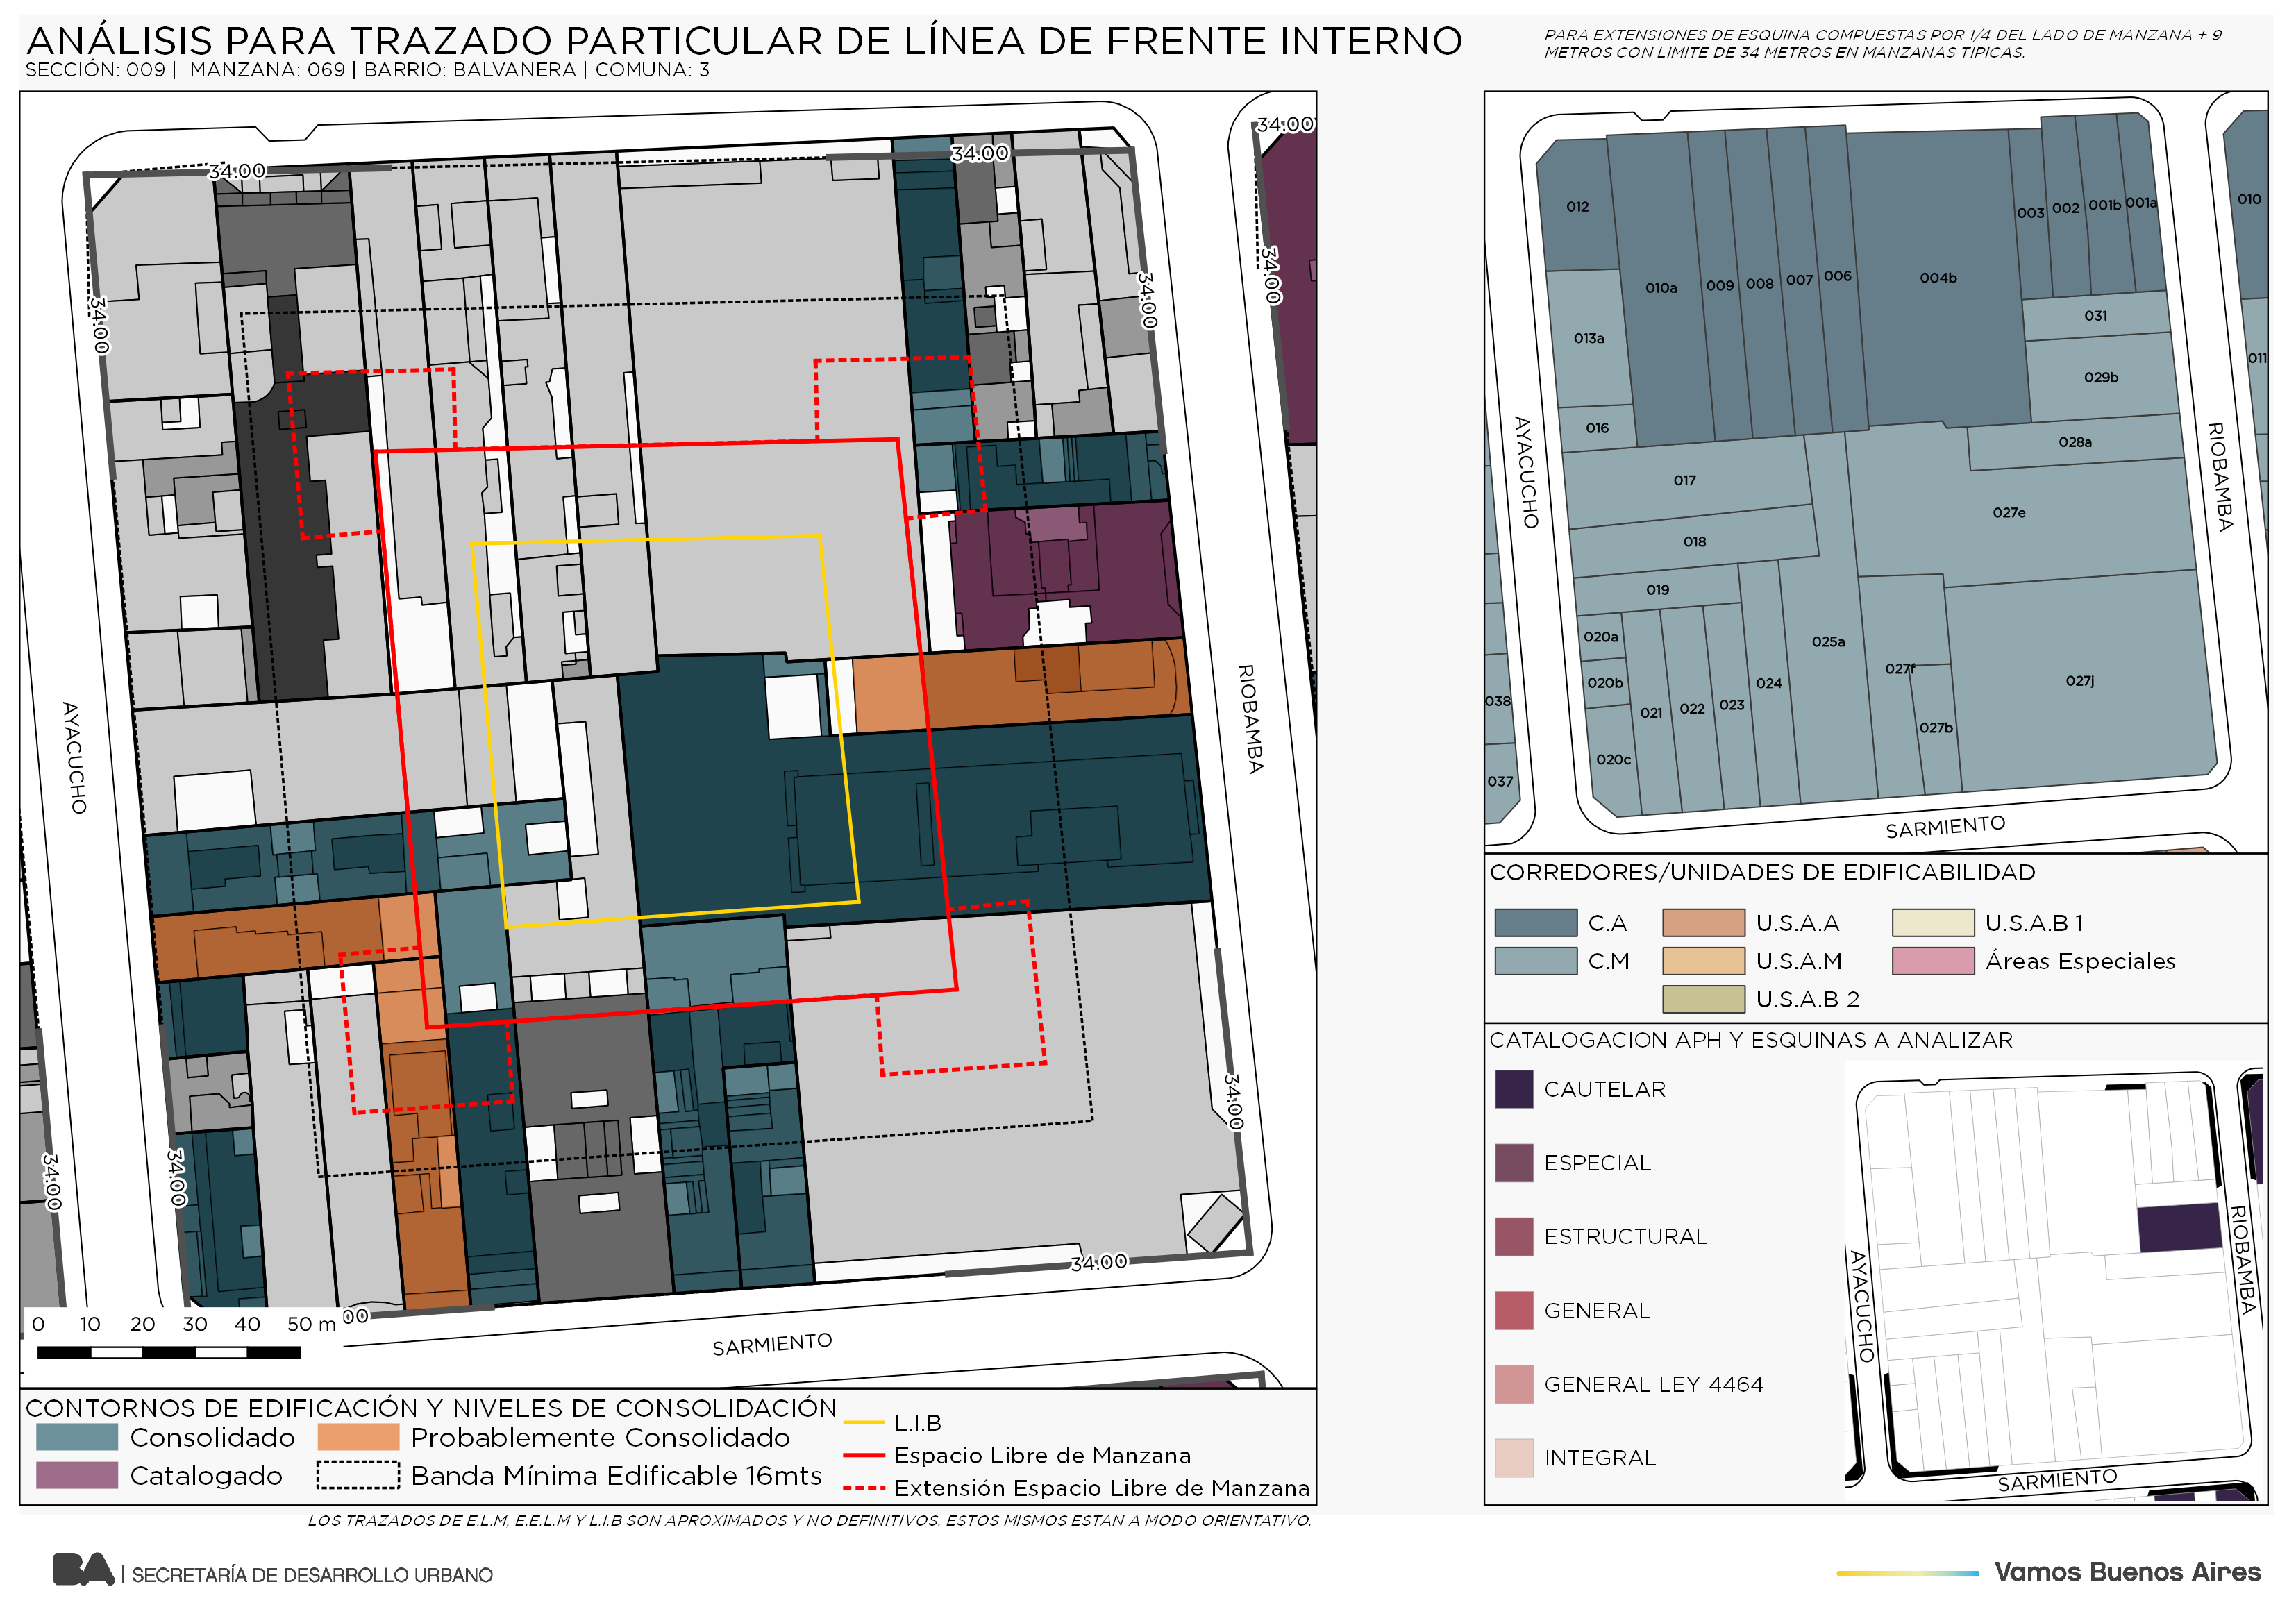 ANÁLISIS PARA TRAZADO PARTICULAR DE LÍNEA DE FRENTE INTERNO
SECCIÓN: 009 | MANZANA: 069 | BARRIO: BALVANERA | COMUNA: 3
PARA EXTENSIONES DE ESQUINA COMPUESTAS POR 1/4 DEL LADO DE MANZANA + 9
METROS CON LIMITE DE 34 METROS EN MANZANAS TIPICAS.
34.00
34.00
34.00
34.00
34.00
34.00
AYACUCHO
RIOBAMBA
34.00
34.00
34.00
34.00
00
SARMIENTO
0 10 20 30 40 50 m
CONTORNOS DE EDIFICACIÓN Y NIVELES DE CONSOLIDACIÓN
Consolidado
Probablemente Consolidado
Catalogado
Banda Mínima Edificable 16mts
L.I.B
Espacio Libre de Manzana
Extensión Espacio Libre de Manzana
LOS TRAZADOS DE E.L.M, E.E.L.M Y L.I.B SON APROXIMADOS Y NO DEFINITIVOS. ESTOS MISMOS ESTAN A MODO ORIENTATIVO.
012
010a
009
008
007
006
004b
003
002
001b
001a
010
013a
031
029b
011
016
028a
017
027e
018
019
020a
025a
020b
027f
024
027j
021
022
023
027b
020c
038
037
AYACUCHO
RIOBAMBA
SARMIENTO
CORREDORES/UNIDADES DE EDIFICABILIDAD
C.A
U.S.A.A
U.S.A.B 1
C.M
U.S.A.M
Áreas Especiales
U.S.A.B 2
CATALOGACION APH Y ESQUINAS A ANALIZAR
CAUTELAR
ESPECIAL
ESTRUCTURAL
GENERAL
GENERAL LEY 4464
INTEGRAL
AYACUCHO
RIOBAMBA
SARMIENTO
BA | SECRETARÍA DE DESARROLLO URBANO
Vamos Buenos Aires